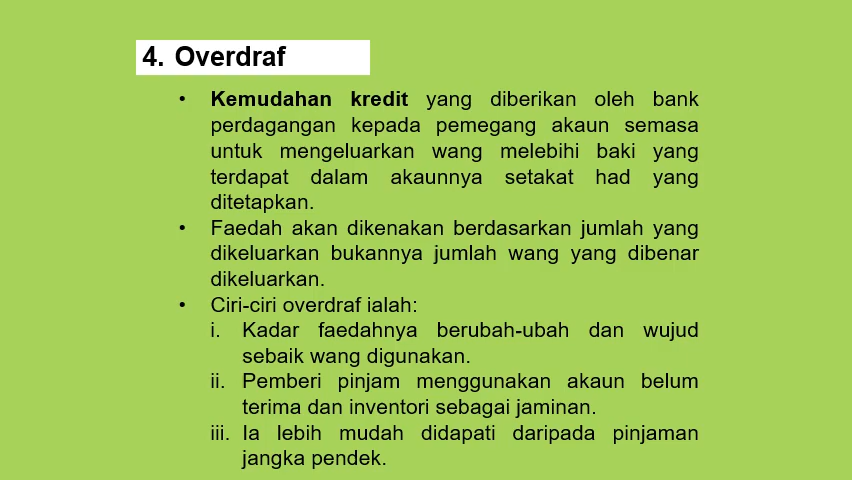 4. Overdraf
• Kemudahan kredit yang diberikan oleh bank
perdagangan kepada pemegang akaun semasa
untuk mengeluarkan wang melebihi baki yang
terdapat dalam akaunnya setakat had yang
ditetapkan.
• Faedah akan dikenakan berdasarkan jumlah yang
dikeluarkan bukannya jumlah wang yang dibenar
dikeluarkan.
• Ciri-ciri overdraf ialah:
i. Kadar faedahnya berubah-ubah dan wujud
sebaik wang digunakan.
ii. Pemberi pinjam menggunakan akaun belum
terima dan inventori sebagai jaminan.
iii. Ia lebih mudah didapati daripada pinjaman
jangka pendek.